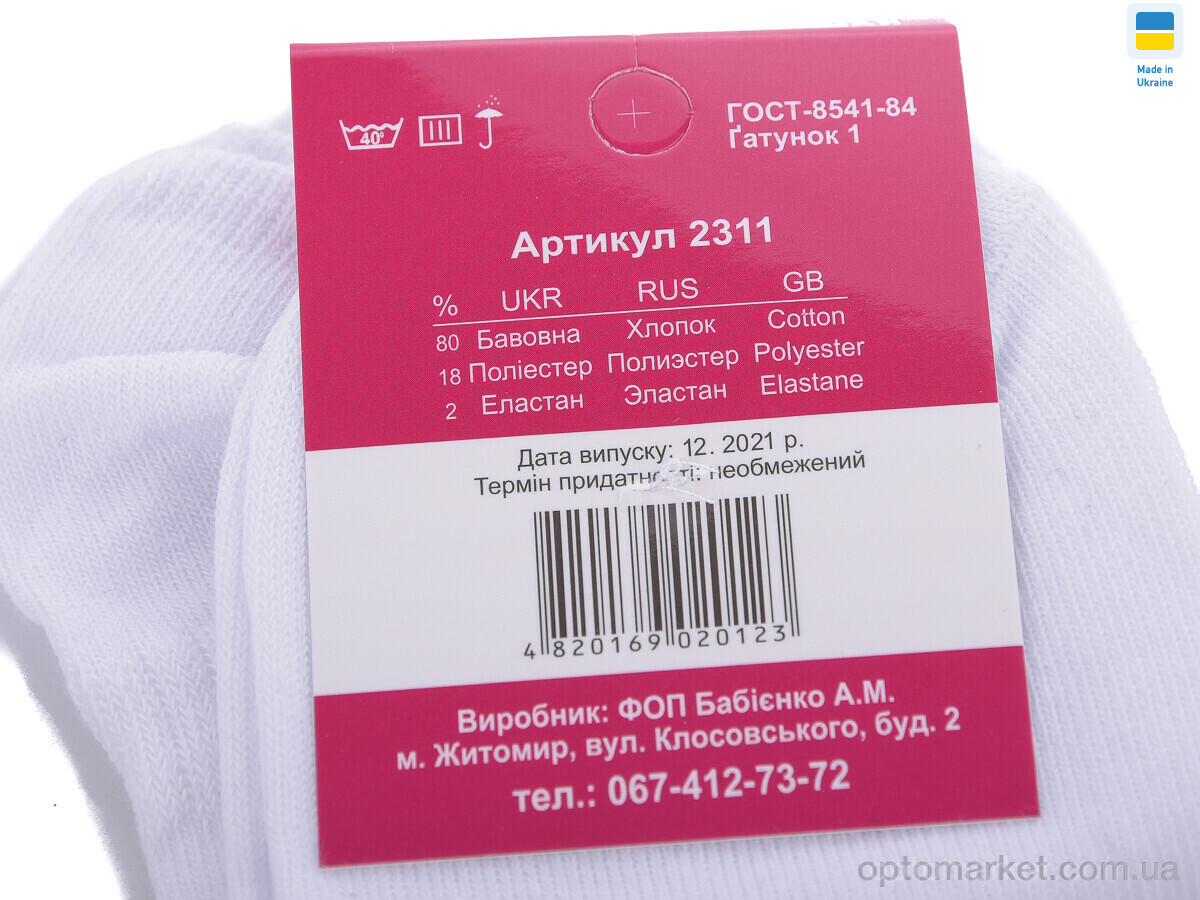 Made in
Ukraine
40°
ГОСТ-8541-84
Ґатунок 1
Артикул 2311
% UKR RUS GB
80 Бавовна Хлопок Cotton
18 Поліестер Полиэстер Polyester
2 Еластан Эластан Elastane
Дата випуску: 12. 2021 р.
Термін придатності: необмежений
4 820169 020123
Виробник: ФОП Бабієнко А.М.
м. Житомир, вул. Клосовського, буд. 2
тел.: 067-412-73-72
optomarket.com.ua